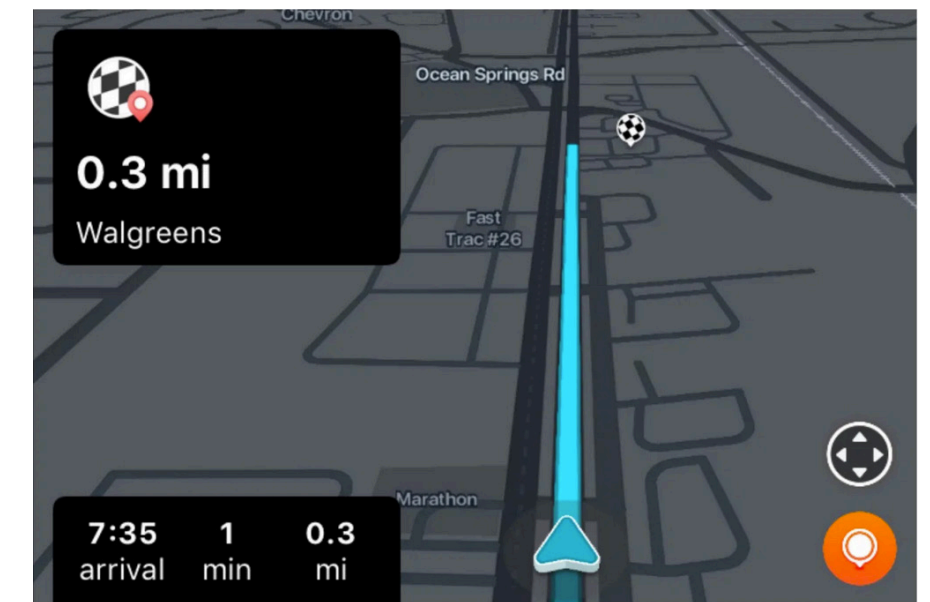 Chevron
Ocean Springs Rd
0.3 mi
Walgreens
Fast
Trac #26
Marathon
7:35 1 0.3
arrival min mi